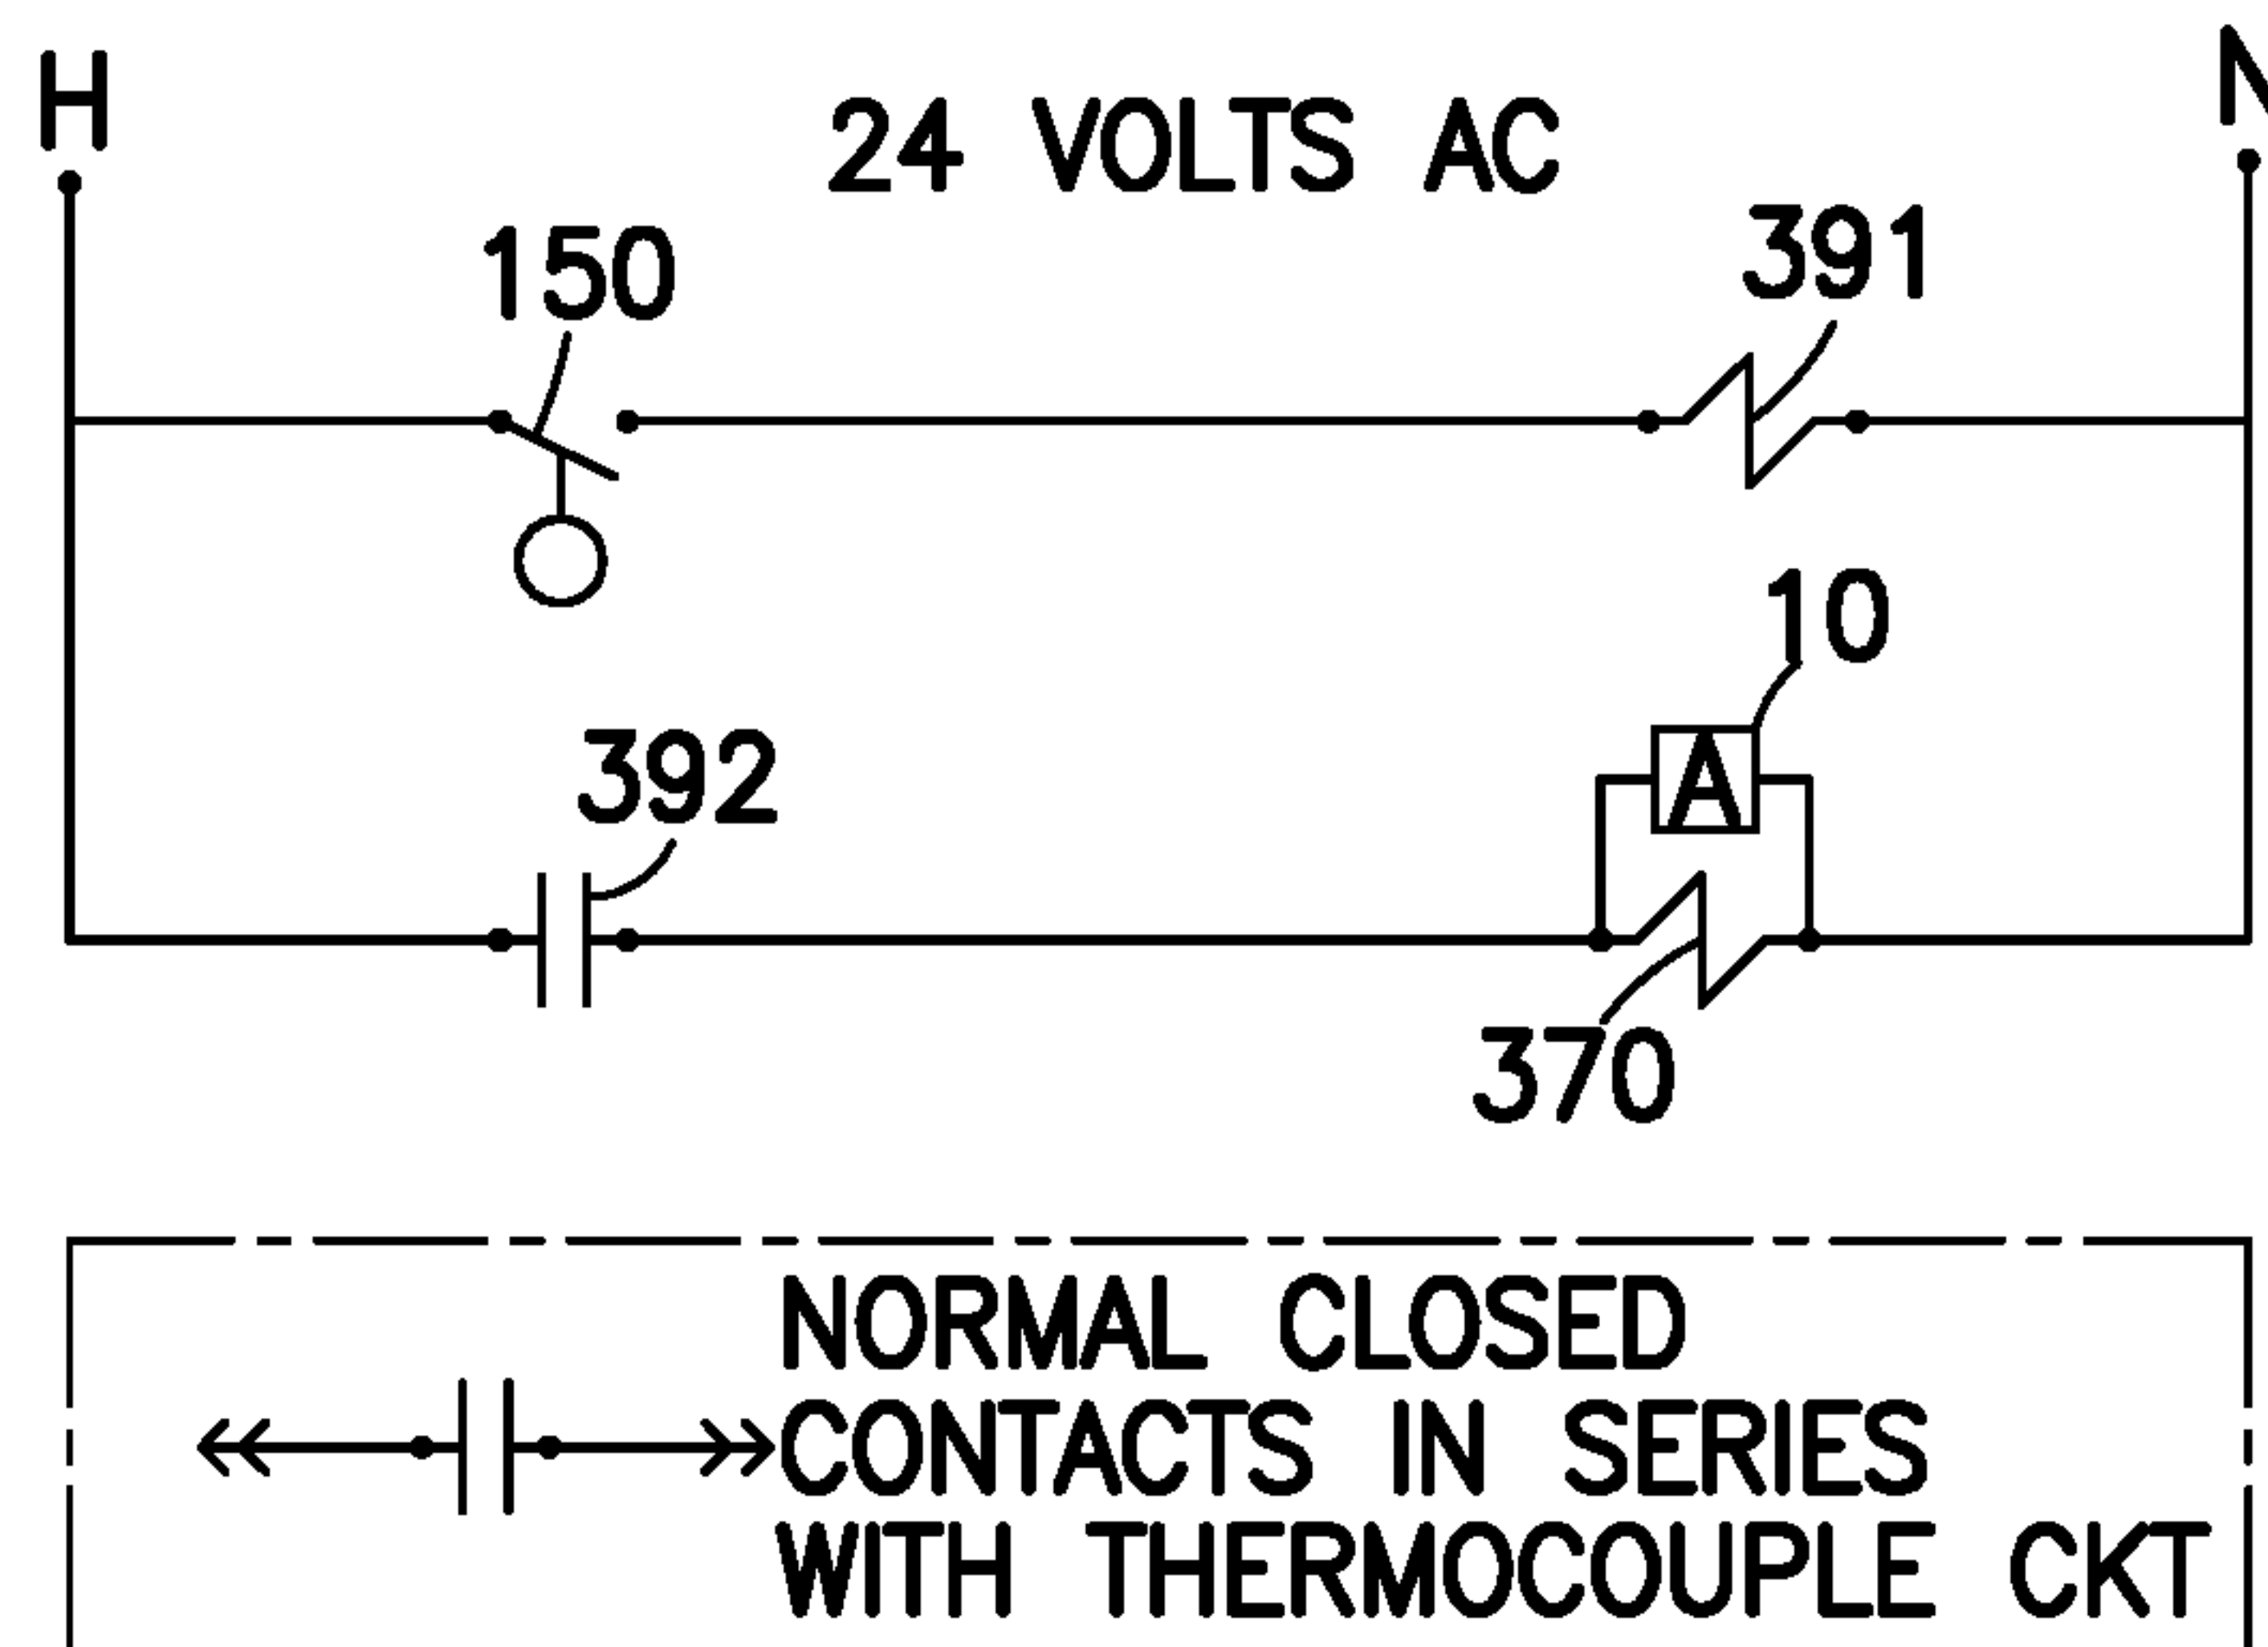 H
24 VOLTS AC
N
150
391
10
A
392
370
NORMAL CLOSED
CONTACTS IN SERIES
WITH THERMOCOUPLE CKT